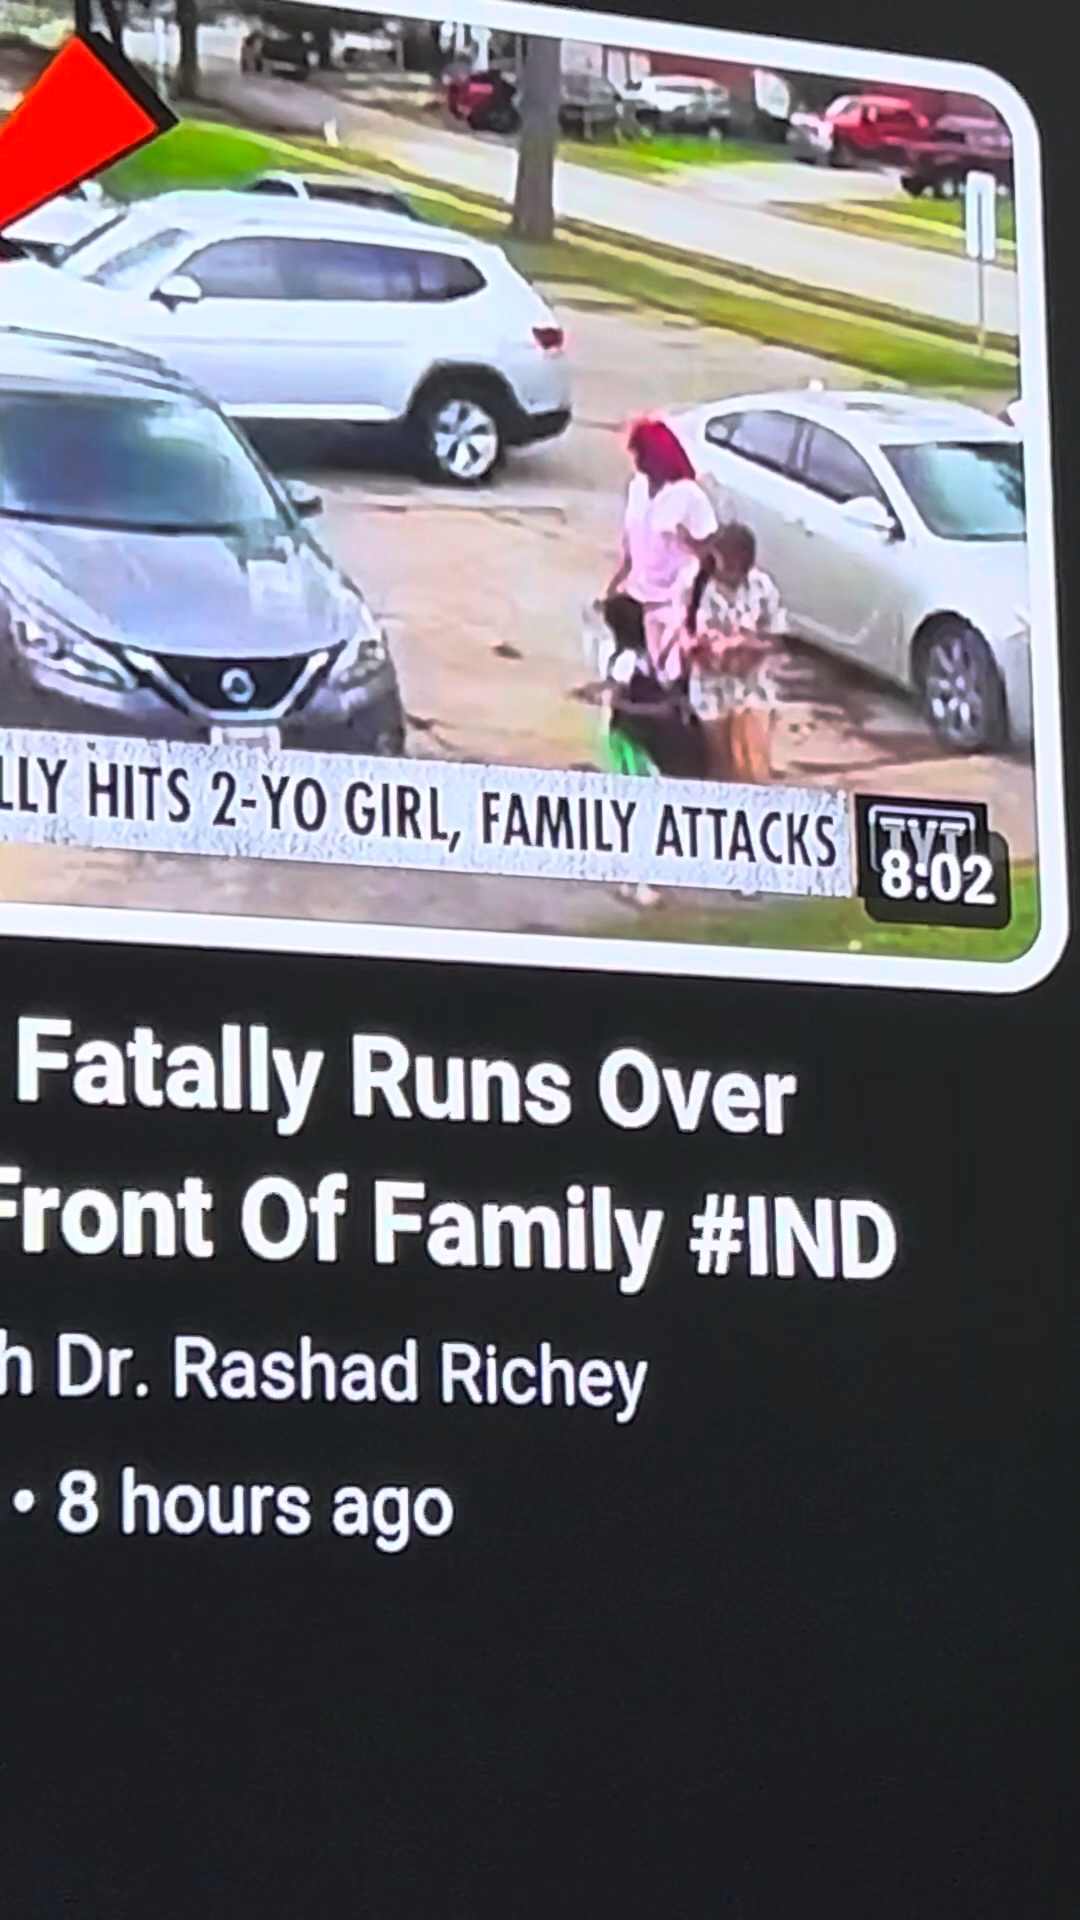 LLY HITS 2-YO GIRL, FAMILY ATTACKS
TYT
8:02
Fatally Runs Over
Front Of Family #IND
h Dr. Rashad Richey
• 8 hours ago